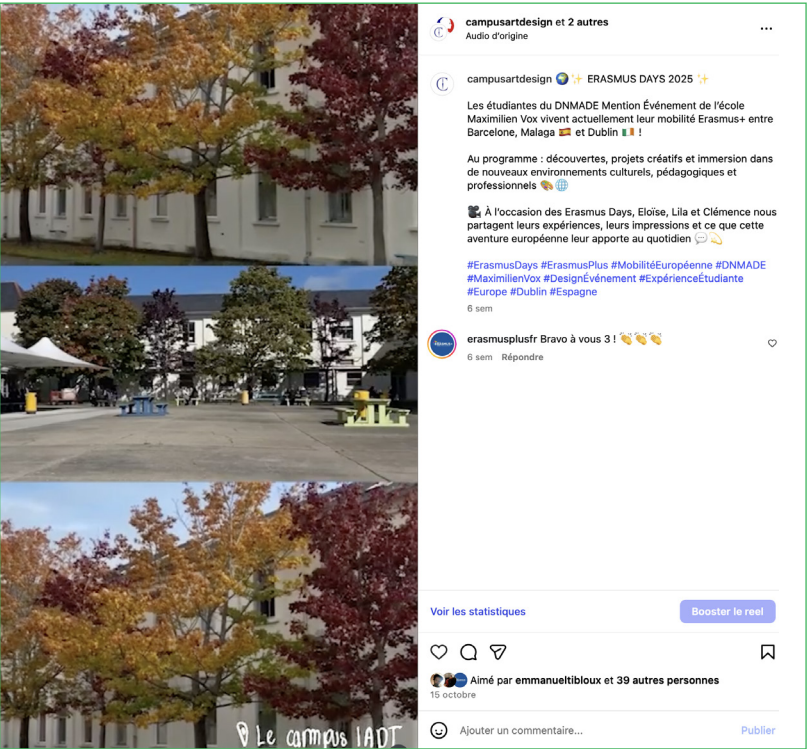 campusartdesign et 2 autres
Audio d'origine
campusartdesign 🌍✨ ERASMUS DAYS 2025 ✨
Les étudiantes du DNMADE Mention Événement de l'école
Maximilien Vox vivent actuellement leur mobilité Erasmus+ entre
Barcelone, Malaga 🇪🇸 et Dublin 🇮🇪 !
Au programme : découvertes, projets créatifs et immersion dans
de nouveaux environnements culturels, pédagogiques et
professionnels 🎨🌐
🎥 À l'occasion des Erasmus Days, Eloïse, Lila et Clémence nous
partagent leurs expériences, leurs impressions et ce que cette
aventure européenne leur apporte au quotidien 💬💫
#ErasmusDays #ErasmusPlus #MobilitéEuropéenne #DNMADE
#MaximilienVox #DesignÉvénement #ExpérienceÉtudiante
#Europe #Dublin #Espagne
6 sem
erasmusplusfr Bravo à vous 3 ! 👏👏👏
6 sem Répondre
Voir les statistiques
Booster le reel
Aimé par emmanueltibloux et 39 autres personnes
15 octobre
Ajouter un commentaire...
Publier
Le campus IADT